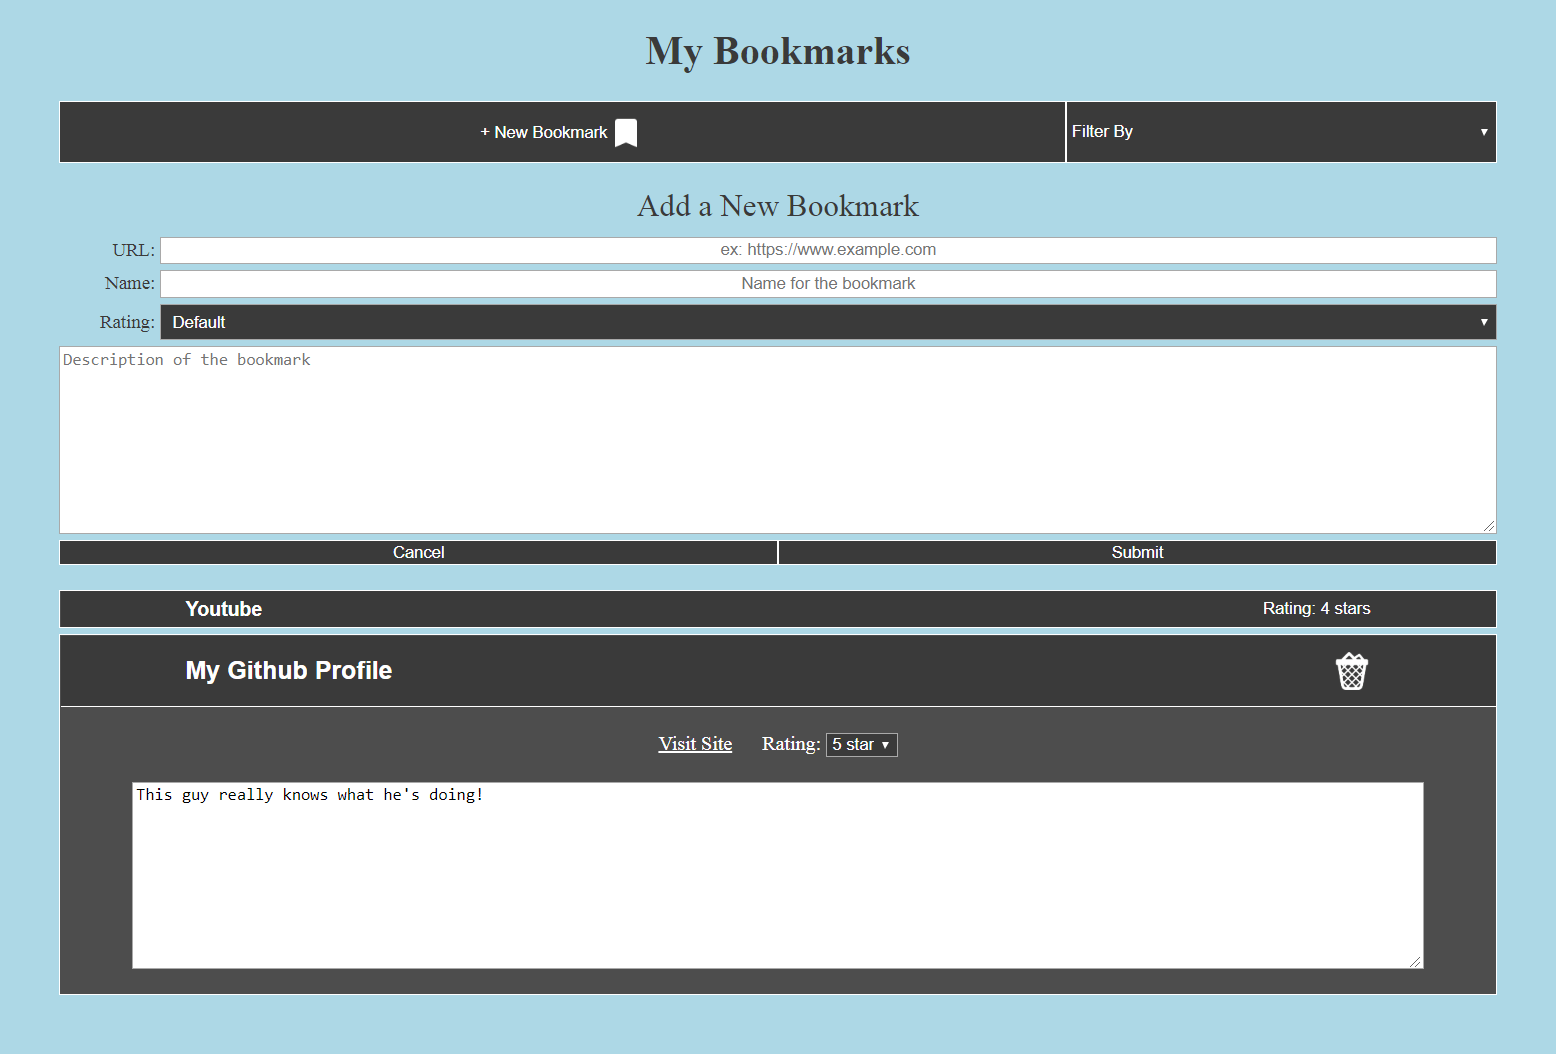 My Bookmarks
+ New Bookmark
Filter By
Add a New Bookmark
URL: ex: https://www.example.com
Name: Name for the bookmark
Rating: Default
Description of the bookmark
Cancel Submit
Youtube Rating: 4 stars
My Github Profile
Visit Site Rating: 5 star
This guy really knows what he's doing!